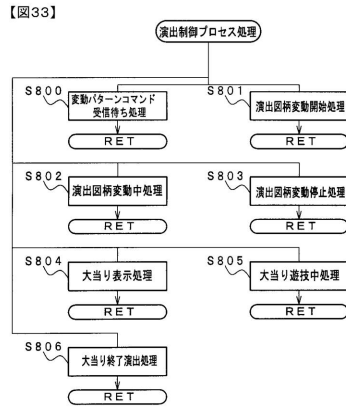 【図33】
演出制御プロセス処理
S800
変動パターンコマンド
受信待ち処理
RET
S801
演出図柄変動開始処理
RET
S802
演出図柄変動中処理
RET
S803
演出図柄変動停止処理
RET
S804
大当り表示処理
RET
S805
大当り遊技中処理
RET
S806
大当り終了演出処理
RET